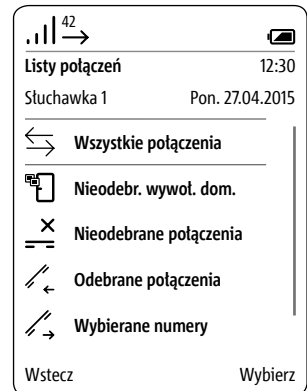 42
Listy połączeń 12:30
Słuchawka 1 Pon. 27.04.2015
Wszystkie połączenia
Nieodebr. wywoł. dom.
Nieodebrane połączenia
Odebrane połączenia
Wybierane numery
Wstecz Wybierz